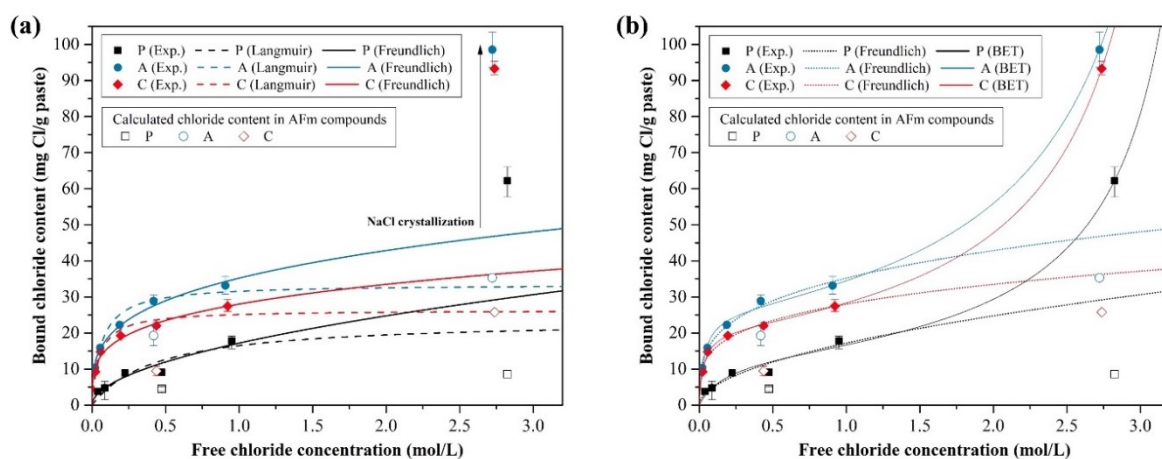 (a)
P (Exp.) P (Langmuir) P (Freundlich)
A (Exp.) A (Langmuir) A (Freundlich)
C (Exp.) C (Langmuir) C (Freundlich)
Calculated chloride content in AFm compounds
P A C
NaCl crystallization
100
90
80
70
60
50
40
30
20
10
0
Bound chloride content (mg Cl/g paste)
0.0 0.5 1.0 1.5 2.0 2.5 3.0
Free chloride concentration (mol/L)
(b)
P (Exp.) P (Freundlich) P (BET)
A (Exp.) A (Freundlich) A (BET)
C (Exp.) C (Freundlich) C (BET)
Calculated chloride content in AFm compounds
P A C
100
90
80
70
60
50
40
30
20
10
0
Bound chloride content (mg Cl/g paste)
0.0 0.5 1.0 1.5 2.0 2.5 3.0
Free chloride concentration (mol/L)